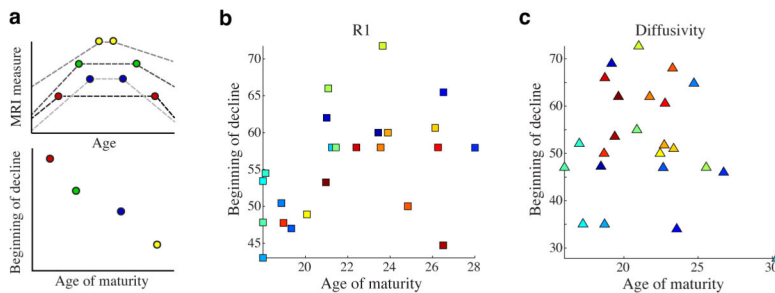 a
MRI measure
Age
Beginning of decline
Age of maturity
b
R1
Beginning of decline
70
65
60
55
50
45
20
22
24
26
28
Age of maturity
c
Diffusivity
Beginning of decline
70
60
50
40
30
20
25
30
Age of maturity